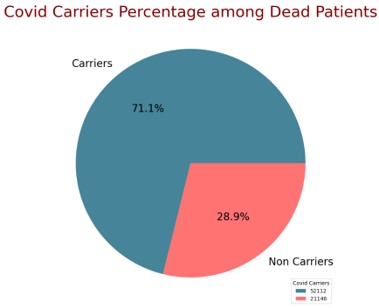 Covid Carriers Percentage among Dead Patients
Carriers
71.1%
28.9%
Non Carriers
Covid Carriers
52112
21146